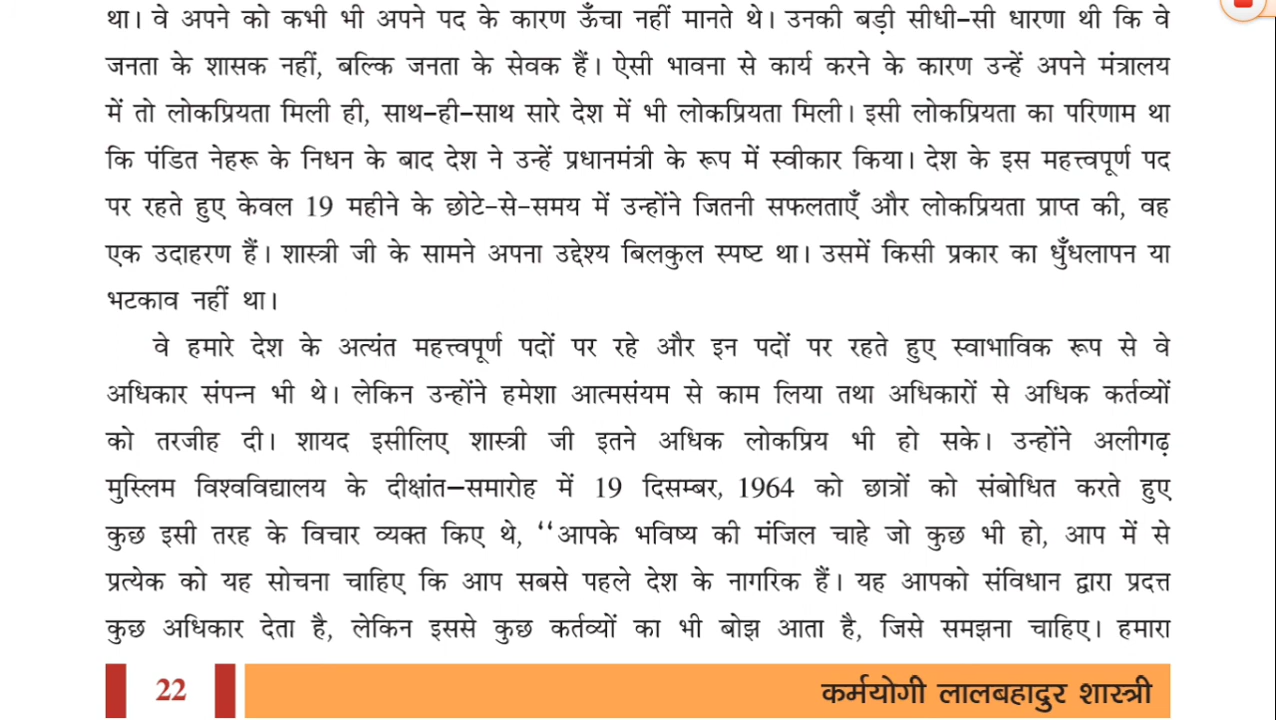 था। वे अपने को कभी भी अपने पद के कारण ऊँचा नहीं मानते थे। उनकी बड़ी सीधी-सी धारणा थी कि वे
जनता के शासक नहीं, बल्कि जनता के सेवक हैं। ऐसी भावना से कार्य करने के कारण उन्हें अपने मंत्रालय
में तो लोकप्रियता मिली ही, साथ-ही-साथ सारे देश में भी लोकप्रियता मिली। इसी लोकप्रियता का परिणाम था
कि पंडित नेहरू के निधन के बाद देश ने उन्हें प्रधानमंत्री के रूप में स्वीकार किया। देश के इस महत्त्वपूर्ण पद
पर रहते हुए केवल 19 महीने के छोटे-से-समय में उन्होंने जितनी सफलताएँ और लोकप्रियता प्राप्त की, वह
एक उदाहरण हैं। शास्त्री जी के सामने अपना उद्देश्य बिलकुल स्पष्ट था। उसमें किसी प्रकार का धुँधलापन या
भटकाव नहीं था।
वे हमारे देश के अत्यंत महत्त्वपूर्ण पदों पर रहे और इन पदों पर रहते हुए स्वाभाविक रूप से वे
अधिकार संपन्न भी थे। लेकिन उन्होंने हमेशा आत्मसंयम से काम लिया तथा अधिकारों से अधिक कर्तव्यों
को तरजीह दी। शायद इसीलिए शास्त्री जी इतने अधिक लोकप्रिय भी हो सके। उन्होंने अलीगढ़
मुस्लिम विश्वविद्यालय के दीक्षांत-समारोह में 19 दिसम्बर, 1964 को छात्रों को संबोधित करते हुए
कुछ इसी तरह के विचार व्यक्त किए थे, “आपके भविष्य की मंजिल चाहे जो कुछ भी हो, आप में से
प्रत्येक को यह सोचना चाहिए कि आप सबसे पहले देश के नागरिक हैं। यह आपको संविधान द्वारा प्रदत्त
कुछ अधिकार देता है, लेकिन इससे कुछ कर्तव्यों का भी बोझ आता है, जिसे समझना चाहिए। हमारा
22 कर्मयोगी लालबहादुर शास्त्री